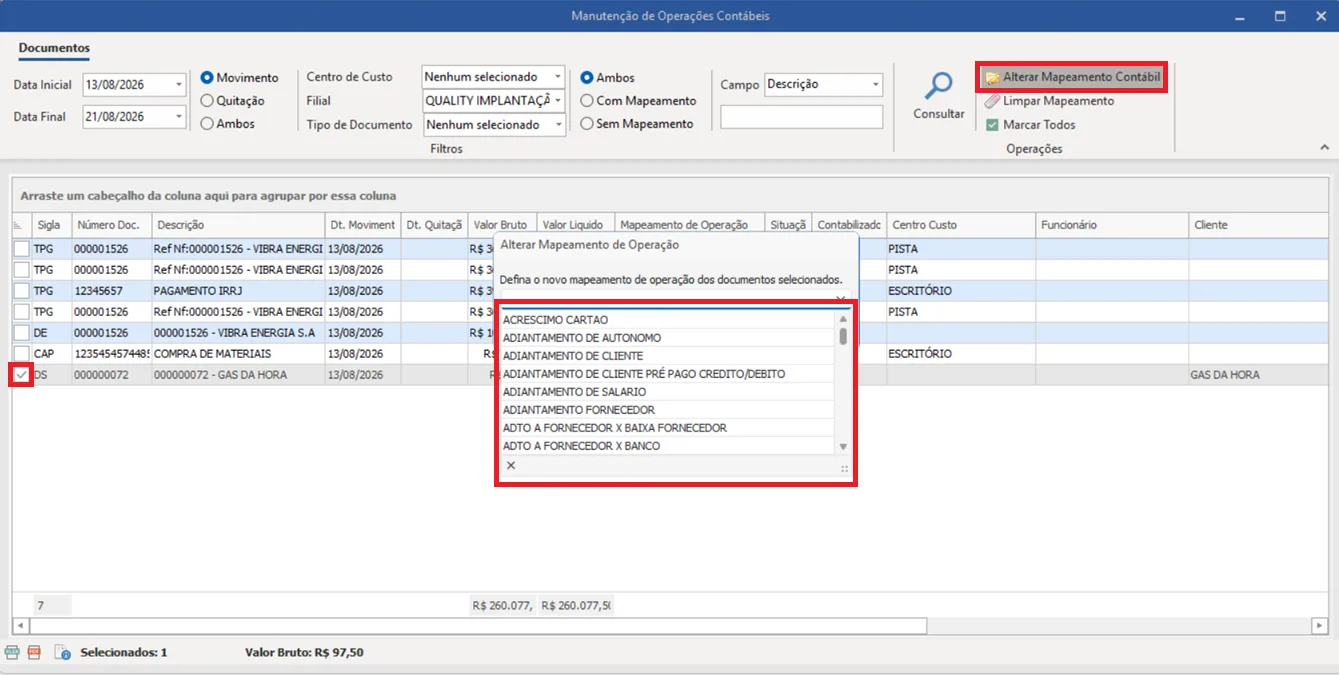 Manutenção de Operações Contábeis
Documentos
Data Inicial 13/08/2026
Data Final 21/08/2026
Movimento
Quitação
Ambos
Centro de Custo Nenhum selecionado
Filial QUALITY IMPLANTAÇÃ
Tipo de Documento Nenhum selecionado
Filtros
Ambos
Com Mapeamento
Sem Mapeamento
Campo Descrição
Consultar
Alterar Mapeamento Contábil
Limpar Mapeamento
Marcar Todos
Operações
Arraste um cabeçalho da coluna aqui para agrupar por essa coluna
Sigla Número Doc. Descrição Dt. Moviment Dt. Quitaçã Valor Bruto Valor Liquido Mapeamento de Operação Situaçã Contabilizado Centro Custo Funcionário Cliente
TPG 000001526 Ref Nf:000001526 - VIBRA ENERGI 13/08/2026 PISTA
TPG 000001526 Ref Nf:000001526 - VIBRA ENERGI 13/08/2026 PISTA
TPG 12345657 PAGAMENTO IRRJ 13/08/2026 ESCRITÓRIO
TPG 000001526 Ref Nf:000001526 - VIBRA ENERGI 13/08/2026 PISTA
DE 000001526 000001526 - VIBRA ENERGIA S.A 13/08/2026
CAP COMPRA DE MATERIAIS 13/08/2026 ESCRITÓRIO
DS 000000072 000000072 - GAS DA HORA 13/08/2026 GAS DA HORA
Alterar Mapeamento de Operação
Defina o novo mapeamento de operação dos documentos selecionados.
ACRESCIMO CARTAO
ADIANTAMENTO DE AUTONOMO
ADIANTAMENTO DE CLIENTE
ADIANTAMENTO DE CLIENTE PRÉ PAGO CREDITO/DEBITO
ADIANTAMENTO DE SALARIO
ADIANTAMENTO FORNECEDOR
ADTO A FORNECEDOR X BAIXA FORNECEDOR
ADTO A FORNECEDOR X BANCO
7 R$ 260.077, R$ 260.077,50
Selecionados: 1 Valor Bruto: R$ 97,50